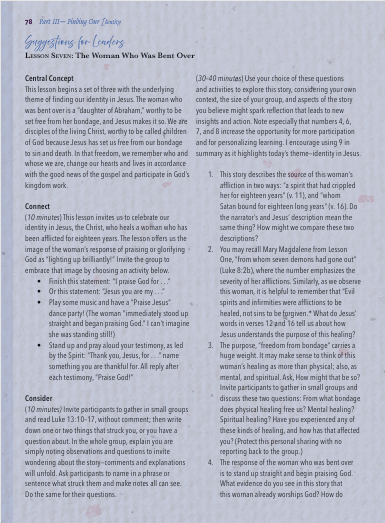 78 Part III—Finding Our Identity
Suggestions for Leaders
Lesson Seven: The Woman Who Was Bent Over
Central Concept
This lesson begins a set of three with the underlying
theme of finding our identity in Jesus. The woman who
was bent over is a "daughter of Abraham," worthy to be
set free from her bondage, and Jesus makes it so. We are
disciples of the living Christ, worthy to be called children
of God because Jesus has set us free from our bondage
to sin and death. In that freedom, we remember who and
whose we are, change our hearts and lives in accordance
with the good news of the gospel and participate in God's
kingdom work.
Connect
(10 minutes) This lesson invites us to celebrate our
identity in Jesus, the Christ, who heals a woman who has
been afflicted for eighteen years. The lesson offers us the
image of the woman's response of praising or glorifying
God as "lighting up brilliantly!" Invite the group to
embrace that image by choosing an activity below.
• Finish this statement: "I praise God for . . ."
• Or this statement: "Jesus you are my . . ."
• Play some music and have a "Praise Jesus"
dance party! (The woman "immediately stood up
straight and began praising God." I can't imagine
she was standing still!)
• Stand up and pray aloud your testimony, as led
by the Spirit: "Thank you, Jesus, for . . ." name
something you are thankful for. All reply after
each testimony, "Praise God!"
Consider
(10 minutes) Invite participants to gather in small groups
and read Luke 13:10–17, without comment; then write
down one or two things that struck you, or you have a
question about. In the whole group, explain you are
simply noting observations and questions to invite
wondering about the story—comments and explanations
will unfold. Ask participants to name in a phrase or
sentence what struck them and make notes all can see.
Do the same for their questions.
(30-40 minutes) Use your choice of these questions
and activities to explore this story, considering your own
context, the size of your group, and aspects of the story
you believe might spark reflection that leads to new
insights and action. Note especially that numbers 4, 6,
7, and 8 increase the opportunity for more participation
and for personalizing learning. I encourage using 9 in
summary as it highlights today's theme–identity in Jesus.
1. This story describes the source of this woman's
affliction in two ways: "a spirit that had crippled
her for eighteen years" (v. 11), and "whom
Satan bound for eighteen long years" (v. 16). Do
the narrator's and Jesus' description mean the
same thing? How might we compare these two
descriptions?
2. You may recall Mary Magdalene from Lesson
One, "from whom seven demons had gone out"
(Luke 8:2b), where the number emphasizes the
severity of her afflictions. Similarly, as we observe
this woman, it is helpful to remember that "Evil
spirits and infirmities were afflictions to be
healed, not sins to be forgiven.* What do Jesus'
words in verses 12 and 16 tell us about how
Jesus understands the purpose of this healing?
3. The purpose, "freedom from bondage" carries a
huge weight. It may make sense to think of this
woman's healing as more than physical; also, as
mental, and spiritual. Ask, How might that be so?
Invite participants to gather in small groups and
discuss these two questions: From what bondage
does physical healing free us? Mental healing?
Spiritual healing? Have you experienced any of
these kinds of healing, and how has that affected
you? (Protect this personal sharing with no
reporting back to the group.)
4. The response of the woman who was bent over
is to stand up straight and begin praising God.
What evidence do you see in this story that
this woman already worships God? How do